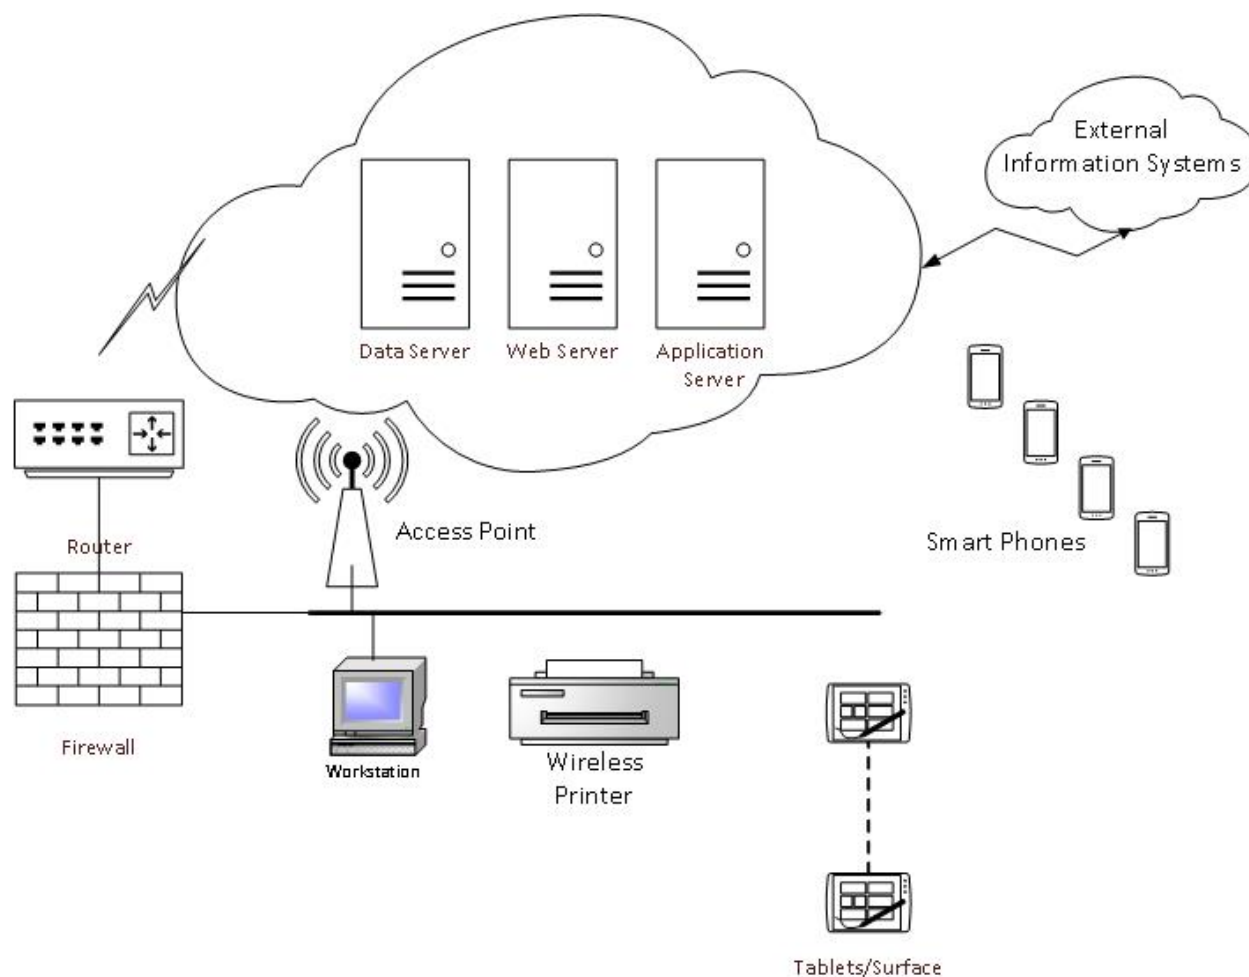 External
Information Systems
Data Server
Web Server
Application
Server
Access Point
Router
Smart Phones
Firewall
Workstation
Wireless
Printer
Tablets/Surface